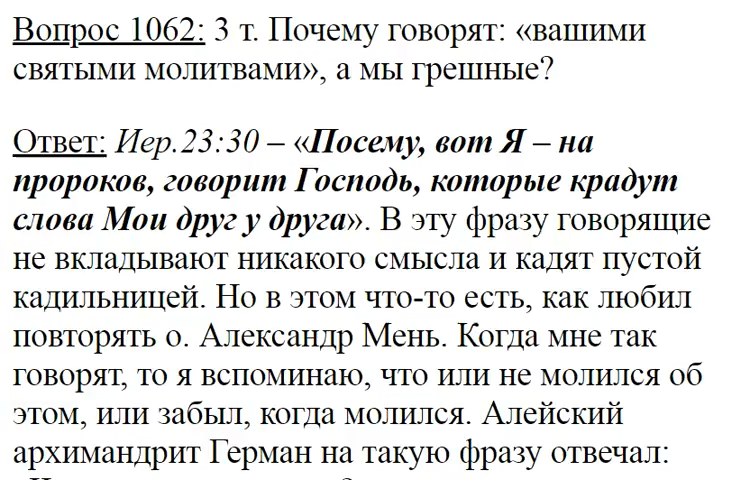 Вопрос 1062: 3 т. Почему говорят: «вашими
святыми молитвами», а мы грешные?
Ответ: Иер.23:30 – «Посему, вот Я – на
пророков, говорит Господь, которые крадут
слова Мои друг у друга». В эту фразу говорящие
не вкладывают никакого смысла и кадят пустой
кадильницей. Но в этом что-то есть, как любил
повторять о. Александр Мень. Когда мне так
говорят, то я вспоминаю, что или не молился об
этом, или забыл, когда молился. Алейский
архимандрит Герман на такую фразу отвечал: